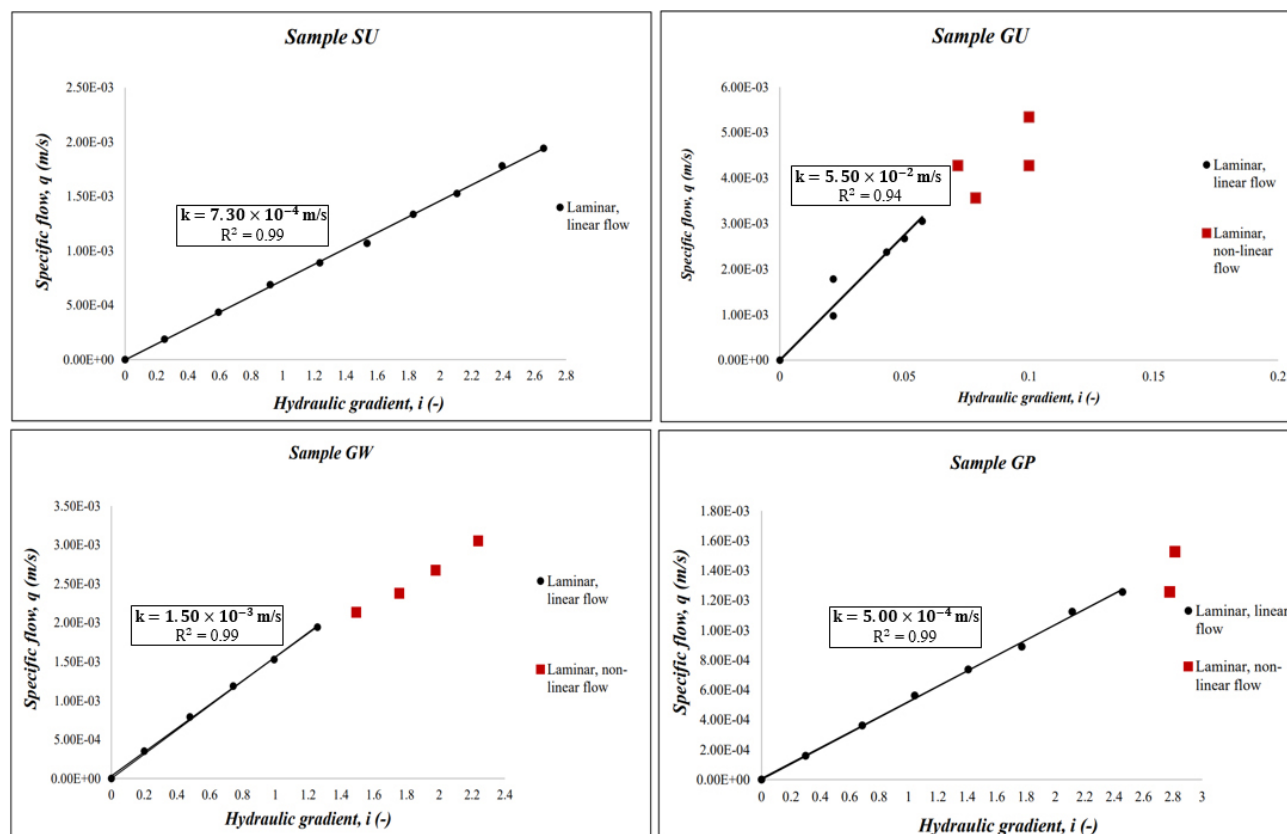 Sample SU
2.50E-03
2.00E-03
1.50E-03
1.00E-03
5.00E-04
0.00E+00
Specific flow, q (m/s)
k = 7.30 × 10⁻⁴ m/s
R² = 0.99
Laminar,
linear flow
0 0.2 0.4 0.6 0.8 1 1.2 1.4 1.6 1.8 2 2.2 2.4 2.6 2.8
Hydraulic gradient, i (-)
Sample GU
6.00E-03
5.00E-03
4.00E-03
3.00E-03
2.00E-03
1.00E-03
0.00E+00
Specific flow, q (m/s)
k = 5.50 × 10⁻² m/s
R² = 0.94
Laminar,
linear flow
Laminar,
non-linear
flow
0 0.05 0.1 0.15 0.2
Hydraulic gradient, i (-)
Sample GW
3.50E-03
3.00E-03
2.50E-03
2.00E-03
1.50E-03
1.00E-03
5.00E-04
0.00E+00
Specific flow, q (m/s)
k = 1.50 × 10⁻³ m/s
R² = 0.99
Laminar,
linear flow
Laminar, non-
linear flow
0 0.2 0.4 0.6 0.8 1 1.2 1.4 1.6 1.8 2 2.2 2.4
Hydraulic gradient, i (-)
Sample GP
1.80E-03
1.60E-03
1.40E-03
1.20E-03
1.00E-03
8.00E-04
6.00E-04
4.00E-04
2.00E-04
0.00E+00
Specific flow, q (m/s)
k = 5.00 × 10⁻⁴ m/s
R² = 0.99
Laminar, linear
flow
Laminar, non-
linear flow
0 0.2 0.4 0.6 0.8 1 1.2 1.4 1.6 1.8 2 2.2 2.4 2.6 2.8 3
Hydraulic gradient, i (-)